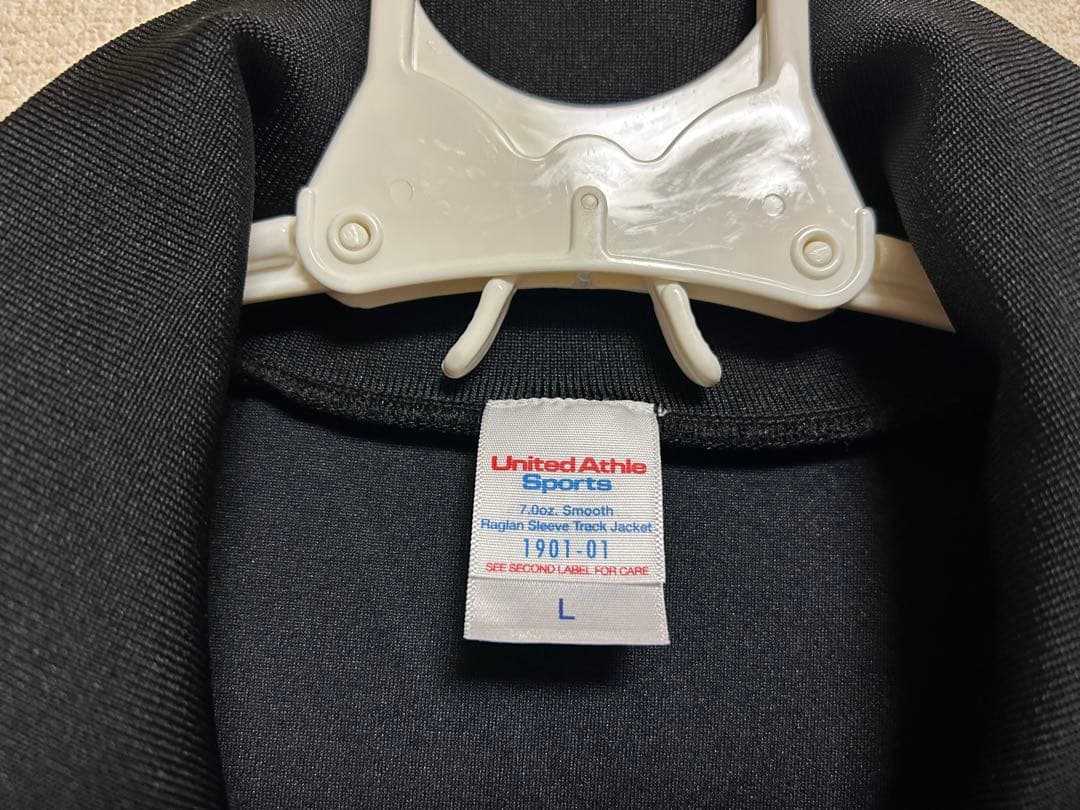 United Athle
Sports
7.0oz. Smooth
Raglan Sleeve Track Jacket
1901-01
SEE SECOND LABEL FOR CARE
L